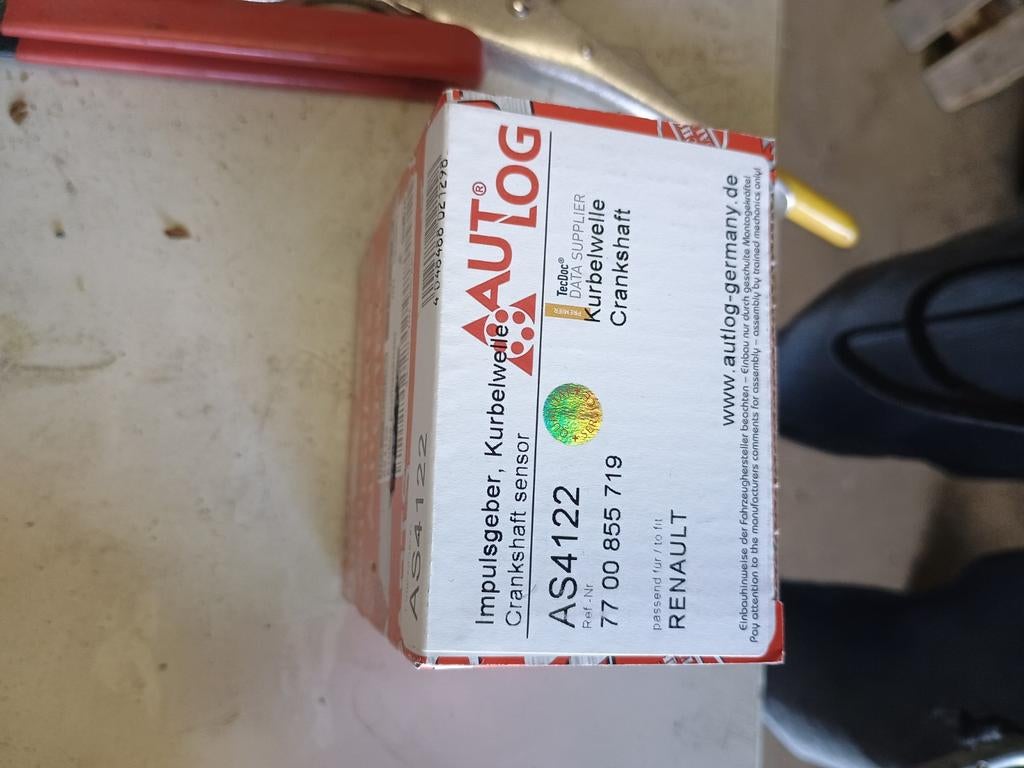 AUTLOG®
Impulsgeber, Kurbelwelle
Crankshaft sensor
AS4122
Ref.-Nr.
77 00 855 719
PREMIER
TecDoc®
DATA SUPPLIER
Kurbelwelle
Crankshaft
passend für / to fit
RENAULT
www.autlog-germany.de
Einbauhinweise der Fahrzeughersteller beachten – Einbau nur durch geschulte Montagekräfte!
Pay attention to the manufacturers comments for assembly – assembly by trained mechanics only!
AS4122